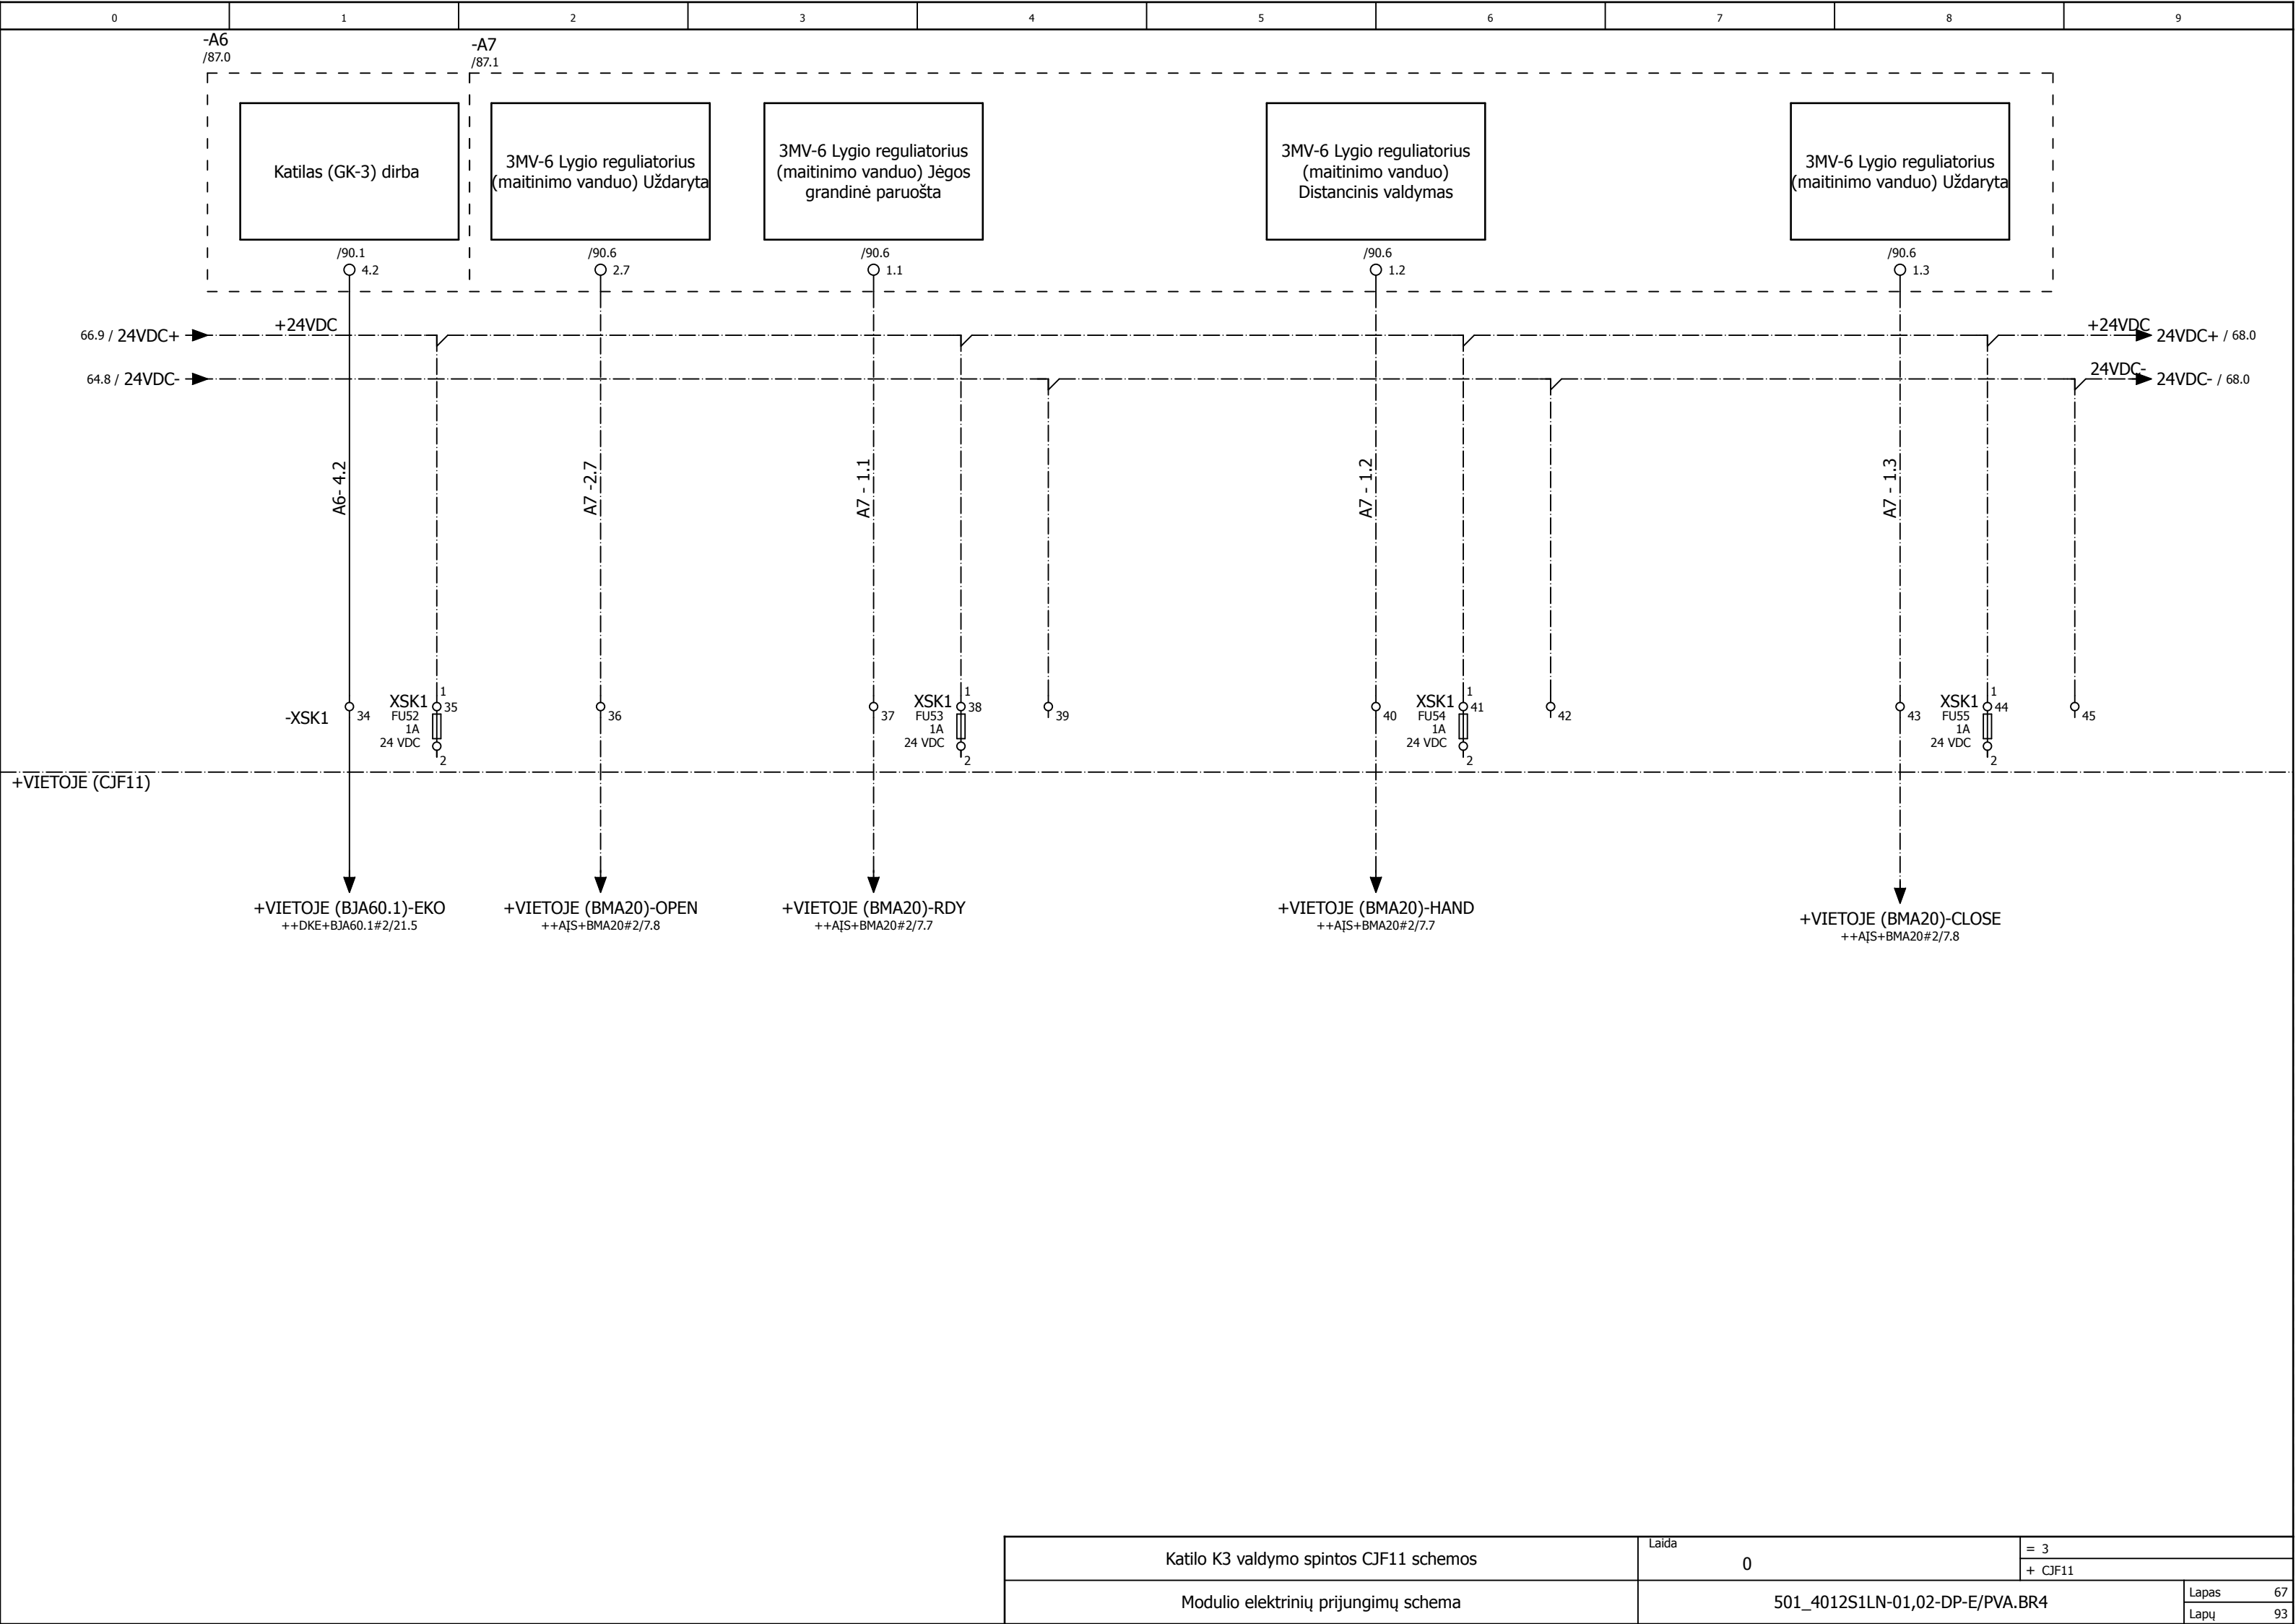 0 1 2 3 4 5 6 7 8 9
-A6
/87.0
-A7
/87.1
Katilas (GK-3) dirba
3MV-6 Lygio reguliatorius
(maitinimo vanduo) Uždaryta
3MV-6 Lygio reguliatorius
(maitinimo vanduo) Jėgos
grandinė paruošta
3MV-6 Lygio reguliatorius
(maitinimo vanduo)
Distancinis valdymas
3MV-6 Lygio reguliatorius
(maitinimo vanduo) Uždaryta
/90.1
4.2
/90.6
2.7
/90.6
1.1
/90.6
1.2
/90.6
1.3
66.9 / 24VDC+
+24VDC
+24VDC
24VDC+ / 68.0
64.8 / 24VDC-
24VDC-
24VDC- / 68.0
A6- 4.2
A7 -2.7
A7 - 1.1
A7 - 1.2
A7 - 1.3
-XSK1
34
XSK1
FU52
1A
24 VDC
1
35
2
36
37
XSK1
FU53
1A
24 VDC
1
38
2
39
40
XSK1
FU54
1A
24 VDC
1
41
2
42
43
XSK1
FU55
1A
24 VDC
1
44
2
45
+VIETOJE (CJF11)
+VIETOJE (BJA60.1)-EKO
++DKE+BJA60.1#2/21.5
+VIETOJE (BMA20)-OPEN
++AĮS+BMA20#2/7.8
+VIETOJE (BMA20)-RDY
++AĮS+BMA20#2/7.7
+VIETOJE (BMA20)-HAND
++AĮS+BMA20#2/7.7
+VIETOJE (BMA20)-CLOSE
++AĮS+BMA20#2/7.8
Katilo K3 valdymo spintos CJF11 schemos
Laida
0
= 3
+ CJF11
Modulio elektrinių prijungimų schema
501_4012S1LN-01,02-DP-E/PVA.BR4
Lapas 67
Lapų 93